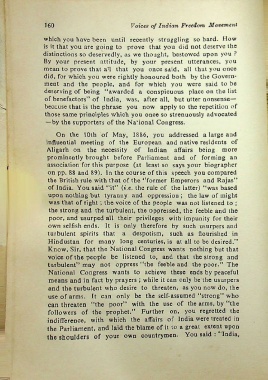 160 Voices of Indian Freedom Movement
which you have been until recently struggling so hard. How
is it that you are going to prove that you did not deserve the
distinctions so deservedly, as we thought, bestowed upon you ?
By your present attitude, by your present utterances, you
mean to prove that all that you once said, all that you once
did, for which you were rightly honoured both by the Govern-
ment and the people, and for which you were said to be
deserving of being "awarded a conspicuous place on the list
of benefactors" of India, was, after all, but utter nonsense—
beacuse that is the phrase you now apply to the repetition of
those same principles which you once so strenuously advocated
—by the supporters of the National Congress.
On the 10th of May, 1866, you addressed a large and
influential meeting of the European and native residents of
Aligarh on the necessity of Indian affairs being more
prominently brought before Parliament and of forming an
association for this purpose (at least so says your biographer
on pp. 88 and 89). In the course of this speech you compared
the British rule with that of the "former Emperors and Rajas"
of India. You said "it" (i.e. the rule of the latter) "was based
upon nothing but tyranny and oppression ; the law of might
was that of right ; the voice of the people was not listened to ;
the strong and the turbulent, the oppressed, the feeble and the
poor, and usurped all their privileges with impunity for their
own selfish ends. It is only therefore by such usurpers and
turbulent spirits that a despotism, such as flourished in
Hindustan for many long centuries, is at all to be desired."
Know, Sir, that the National Congress wants nothing but that
voice of the people be listened to, and that the strong and
turbulent" may not oppress "the feeble and the poor." The
National Congress wants to achieve these ends by peaceful
means and in fact by prayers ; while it can only be the usurpers
and the turbulent who desire to threaten, as you now do, the
use of arms. It can only be the self-assumed "strong" who
can threaten "the poor" with the use of the arms, by "the
followers of the prophet." Further on, you regretted the
indifference, with which the affairs of India were treated in
the Parliament, and laid the blame of it to a great extent upon
the shoulders of your own countrymen. You said : "India,